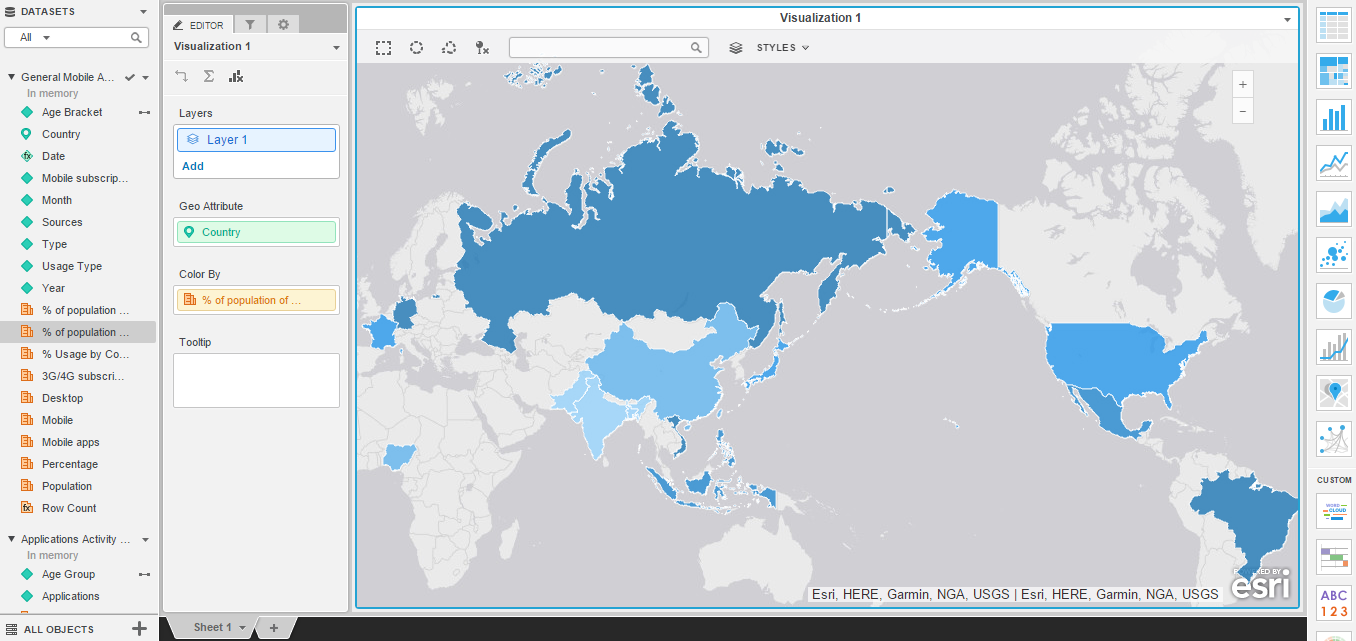 DATASETS
All
General Mobile A...
In memory
Age Bracket
Country
Date
Mobile subscrip...
Month
Sources
Type
Usage Type
Year
% of population ...
% of population ...
% Usage by Co...
3G/4G subscri...
Desktop
Mobile
Mobile apps
Percentage
Population
Row Count
Applications Activity ...
In memory
Age Group
Applications
ALL OBJECTS
EDITOR
Visualization 1
Layers
Layer 1
Add
Geo Attribute
Country
Color By
% of population of ...
Tooltip
Visualization 1
STYLES
+
−
POWERED BY
esri
Esri, HERE, Garmin, NGA, USGS | Esri, HERE, Garmin, NGA, USGS
Sheet 1
+
CUSTOM
WORD
CLOUD
ABC
123